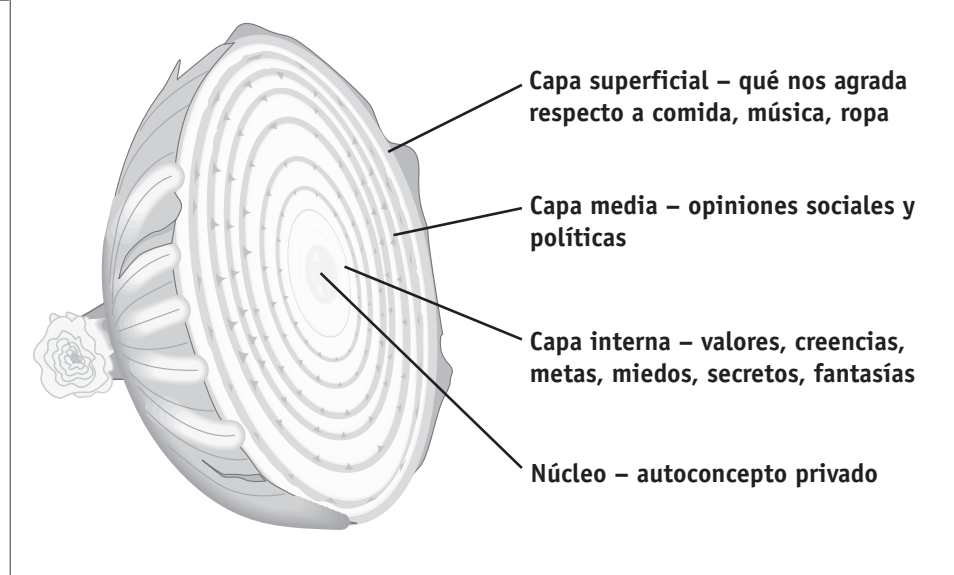 Capa superficial – qué nos agrada
respecto a comida, música, ropa
Capa media – opiniones sociales y
políticas
Capa interna – valores, creencias,
metas, miedos, secretos, fantasías
Núcleo – autoconcepto privado